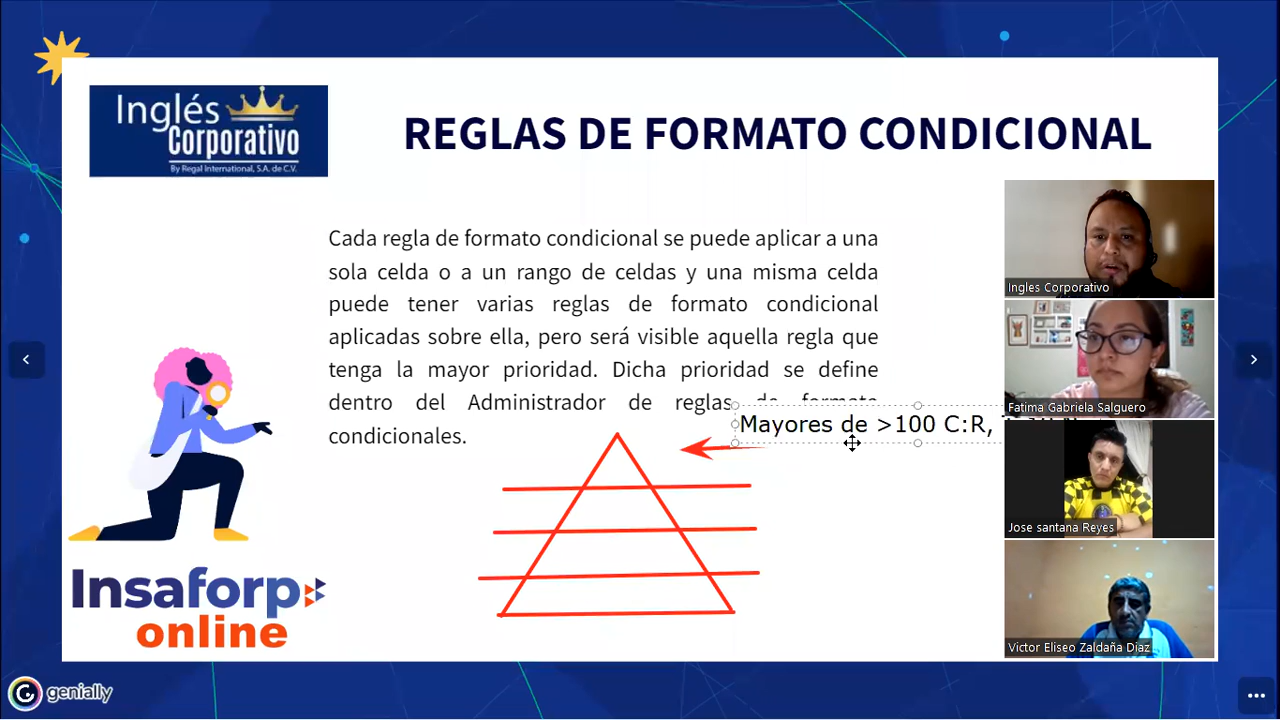 Inglés
Corporativo
By Regal International, S.A. de C.V.
REGLAS DE FORMATO CONDICIONAL
Cada regla de formato condicional se puede aplicar a una
sola celda o a un rango de celdas y una misma celda
puede tener varias reglas de formato condicional
aplicadas sobre ella, pero será visible aquella regla que
tenga la mayor prioridad. Dicha prioridad se define
dentro del Administrador de reglas de formato
condicionales.
Mayores de >100 C:R,
Ingles Corporativo
Fatima Gabriela Salguero
Jose santana Reyes
Victor Eliseo Zaldaña Diaz
Insaforp
online
genially